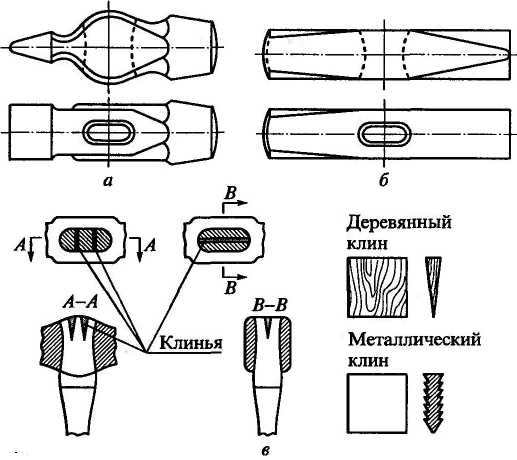 а
б
В
В
А
А
А–А
В–В
Клинья
в
Деревянный
клин
Металлический
клин